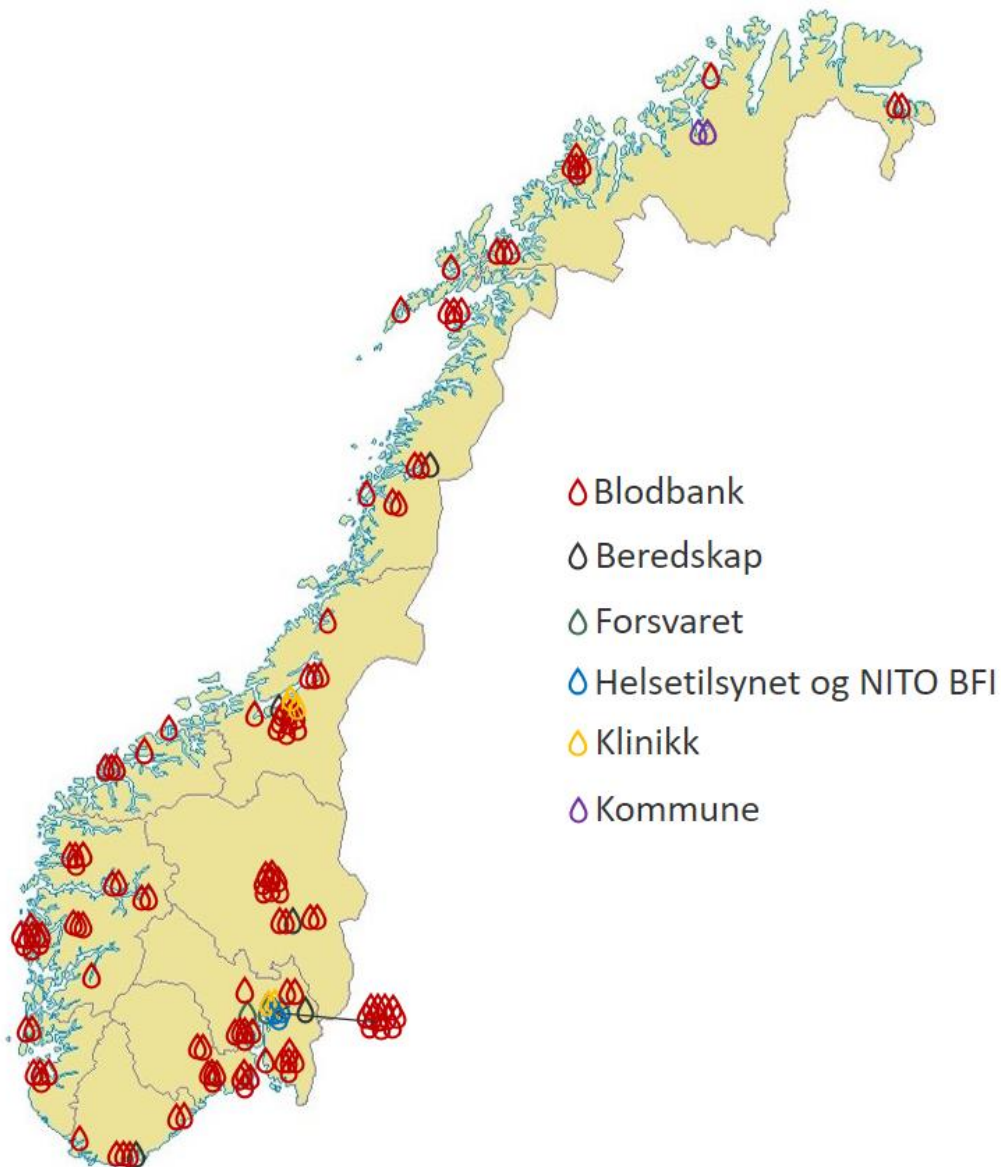 Blodbank
Beredskap
Forsvaret
Helsetilsynet og NITO BFI
Klinikk
Kommune